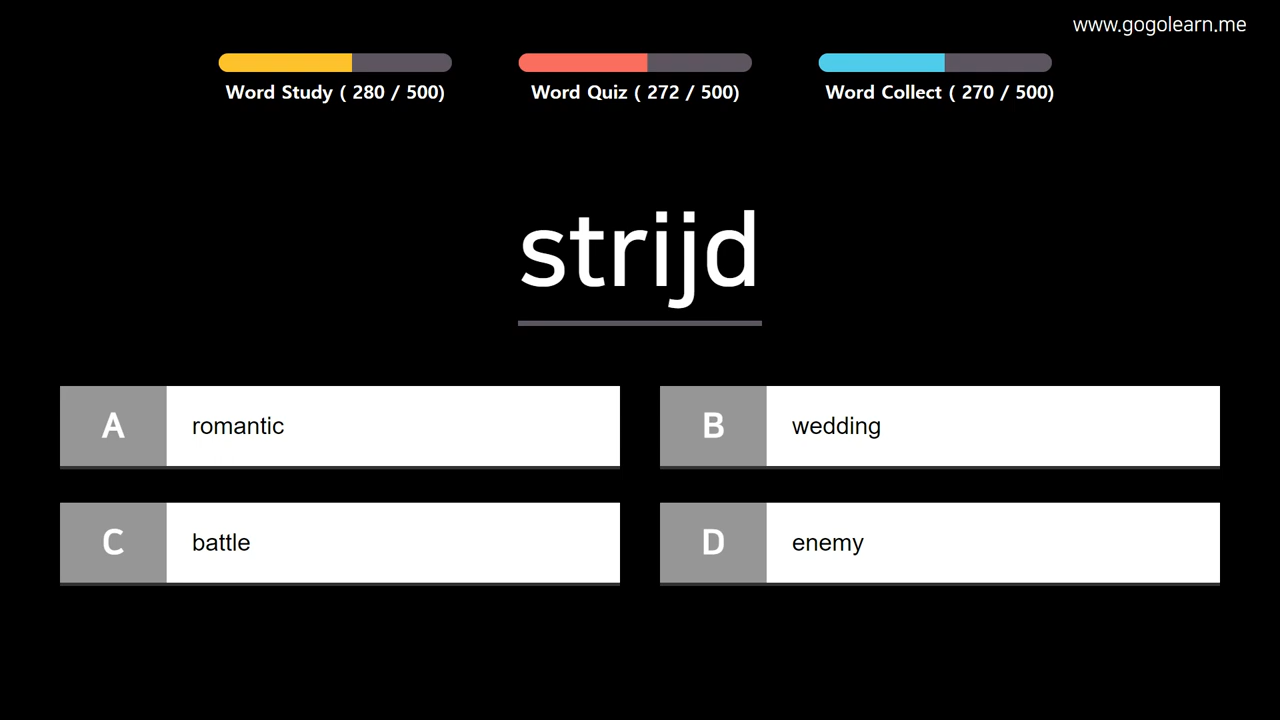 www.gogolearn.me
Word Study ( 280 / 500)
Word Quiz ( 272 / 500)
Word Collect ( 270 / 500)
strijd
A romantic
B wedding
C battle
D enemy